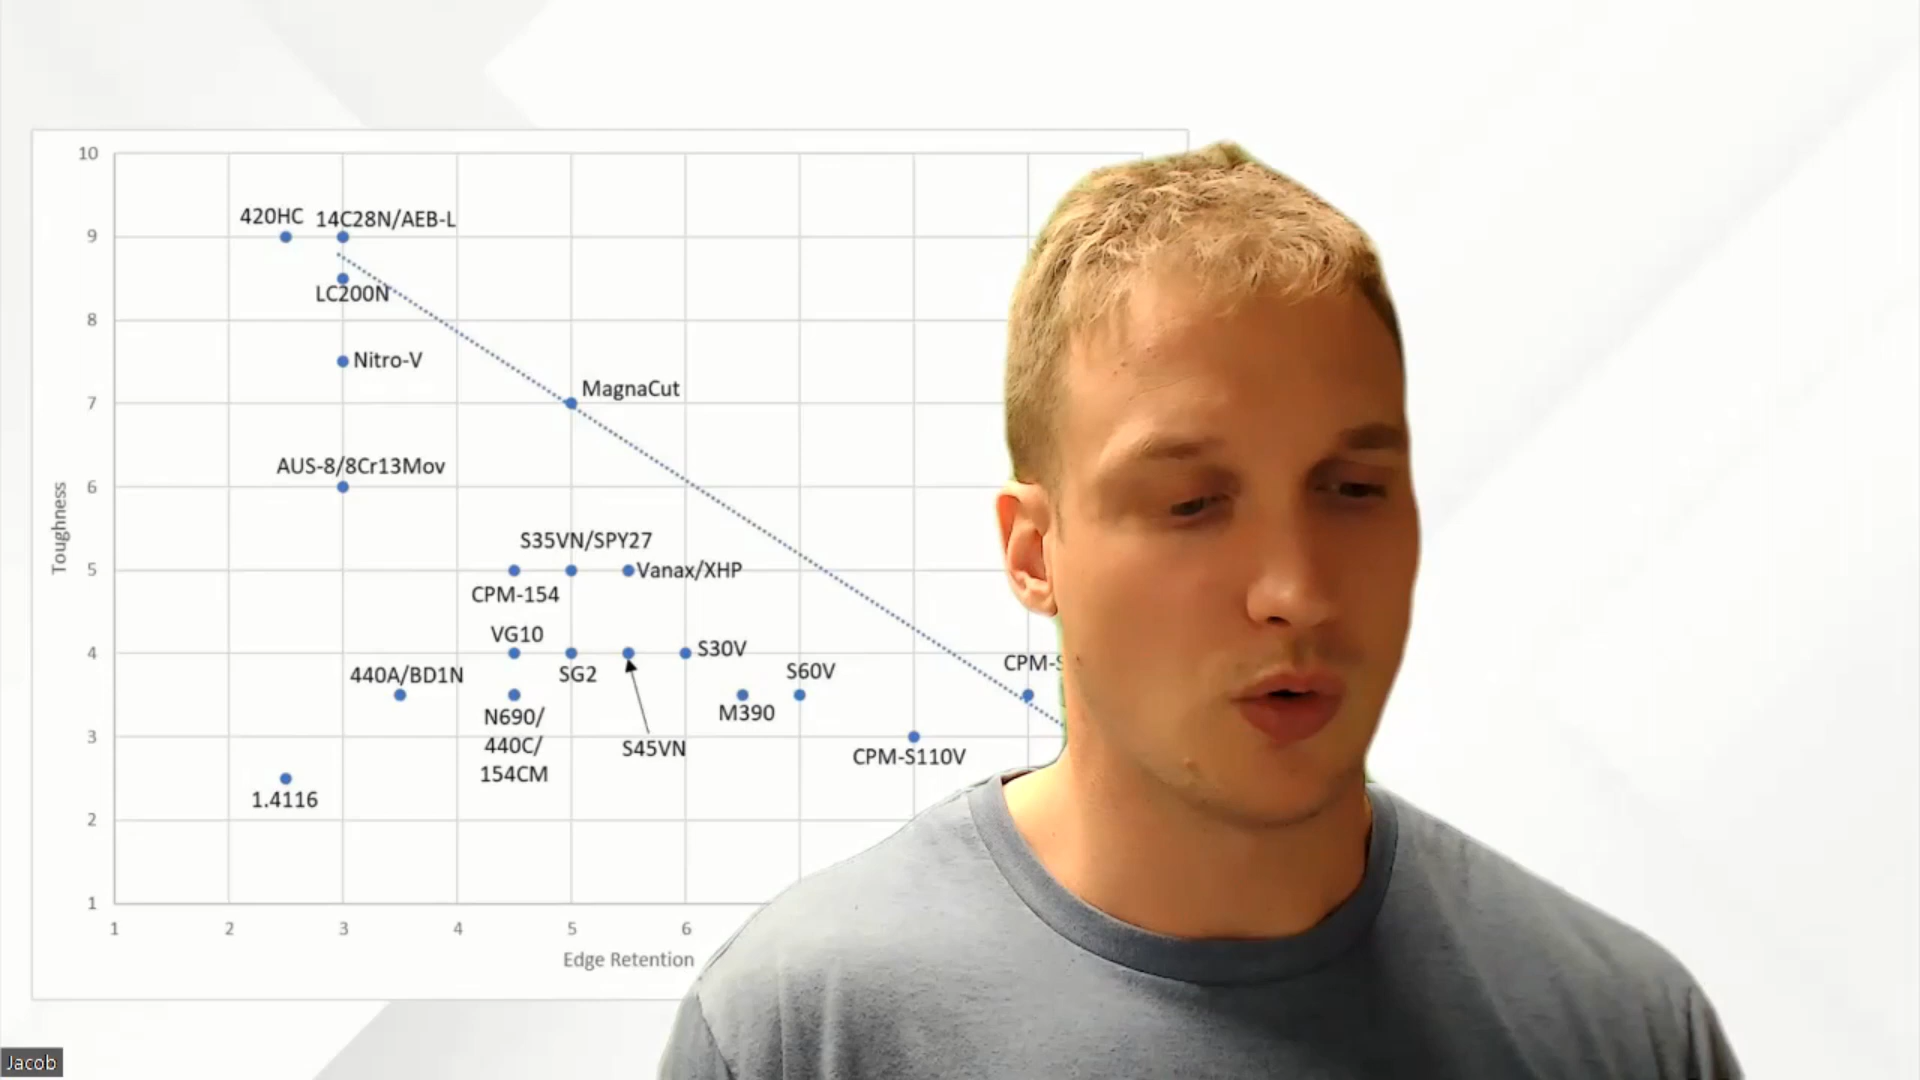 10
420HC
14C28N/AEB-L
9
LC200N
8
Nitro-V
MagnaCut
7
AUS-8/8Cr13Mov
6
S35VN/SPY27
5
Vanax/XHP
CPM-154
VG10
4
S30V
440A/BD1N
SG2
S60V
M390
N690/
440C/
154CM
S45VN
3
CPM-S110V
1.4116
2
1
Toughness
1
2
3
4
5
6
Edge Retention
Jacob